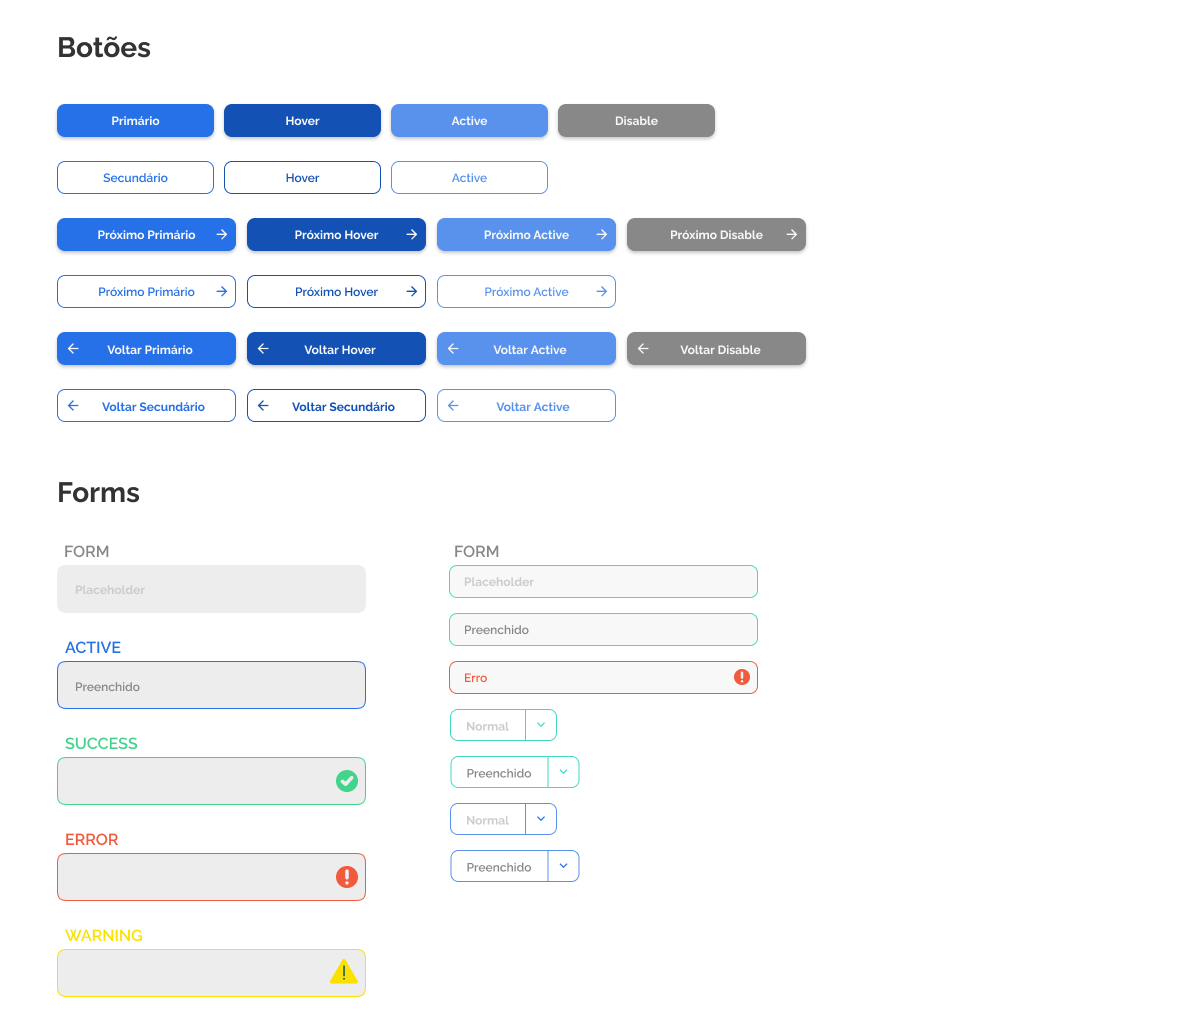 Botões
Primário Hover Active Disable
Secundário Hover Active
Próximo Primário Próximo Hover Próximo Active Próximo Disable
Próximo Primário Próximo Hover Próximo Active
Voltar Primário Voltar Hover Voltar Active Voltar Disable
Voltar Secundário Voltar Secundário Voltar Active
Forms
FORM
Placeholder
ACTIVE
Preenchido
SUCCESS
ERROR
WARNING
FORM
Placeholder
Preenchido
Erro
Normal
Preenchido
Normal
Preenchido